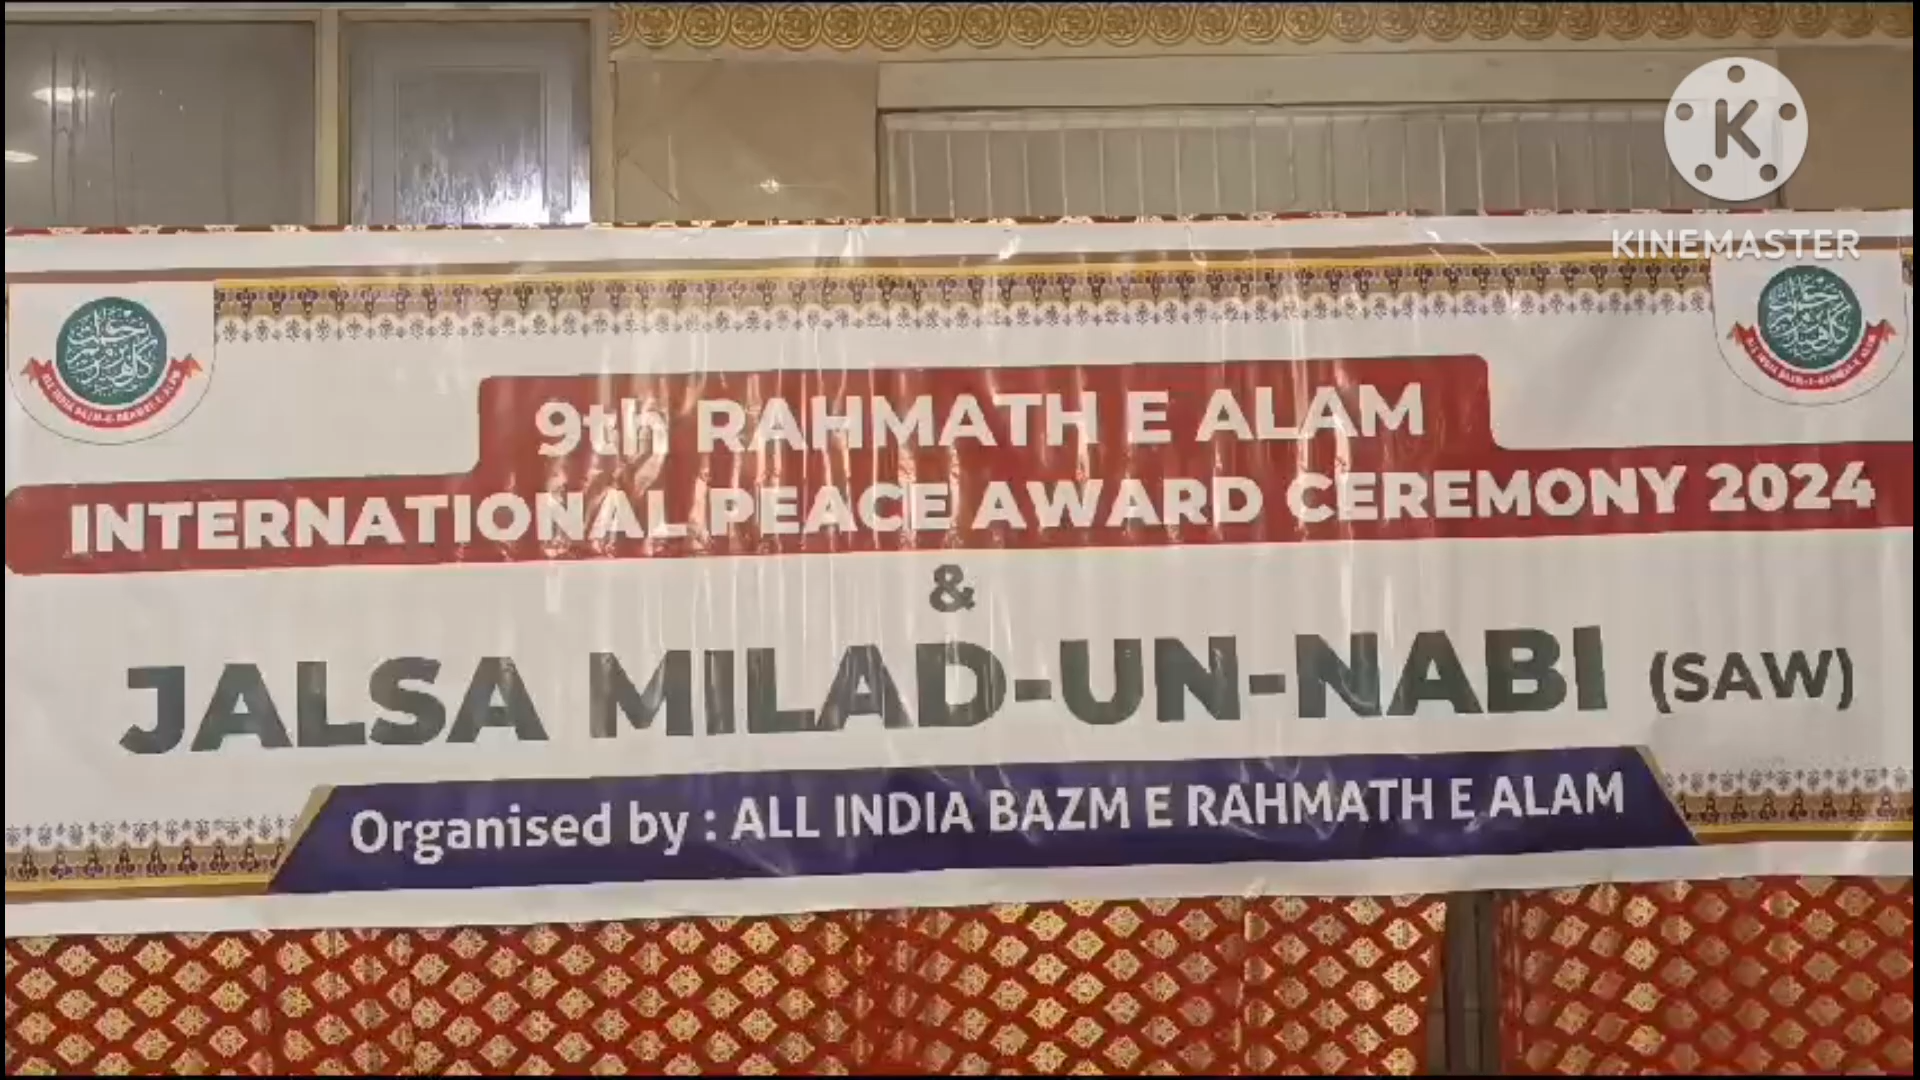 K
KINEMASTER
9th RAHMATH E ALAM
INTERNATIONAL PEACE AWARD CEREMONY 2024
&
JALSA MILAD-UN-NABI (SAW)
Organised by : ALL INDIA BAZM E RAHMATH E ALAM